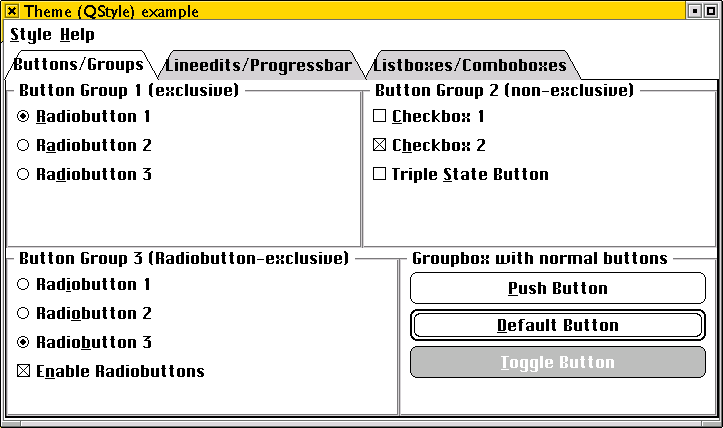 Theme (QStyle) example
Style Help
Buttons/Groups Lineedits/Progressbar Listboxes/Comboboxes
Button Group 1 (exclusive)
Radiobutton 1
Radiobutton 2
Radiobutton 3
Button Group 2 (non-exclusive)
Checkbox 1
Checkbox 2
Triple State Button
Button Group 3 (Radiobutton-exclusive)
Radiobutton 1
Radiobutton 2
Radiobutton 3
Enable Radiobuttons
Groupbox with normal buttons
Push Button
Default Button
Toggle Button